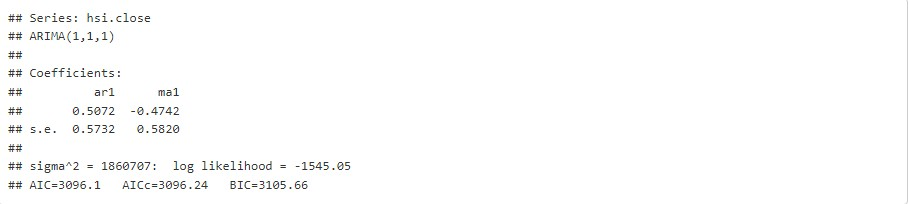 ## Series: hsi.close
## ARIMA(1,1,1)
##
## Coefficients:
##          ar1      ma1
##       0.5072  -0.4742
## s.e.  0.5732   0.5820
##
## sigma^2 = 1860707:  log likelihood = -1545.05
## AIC=3096.1   AICc=3096.24   BIC=3105.66